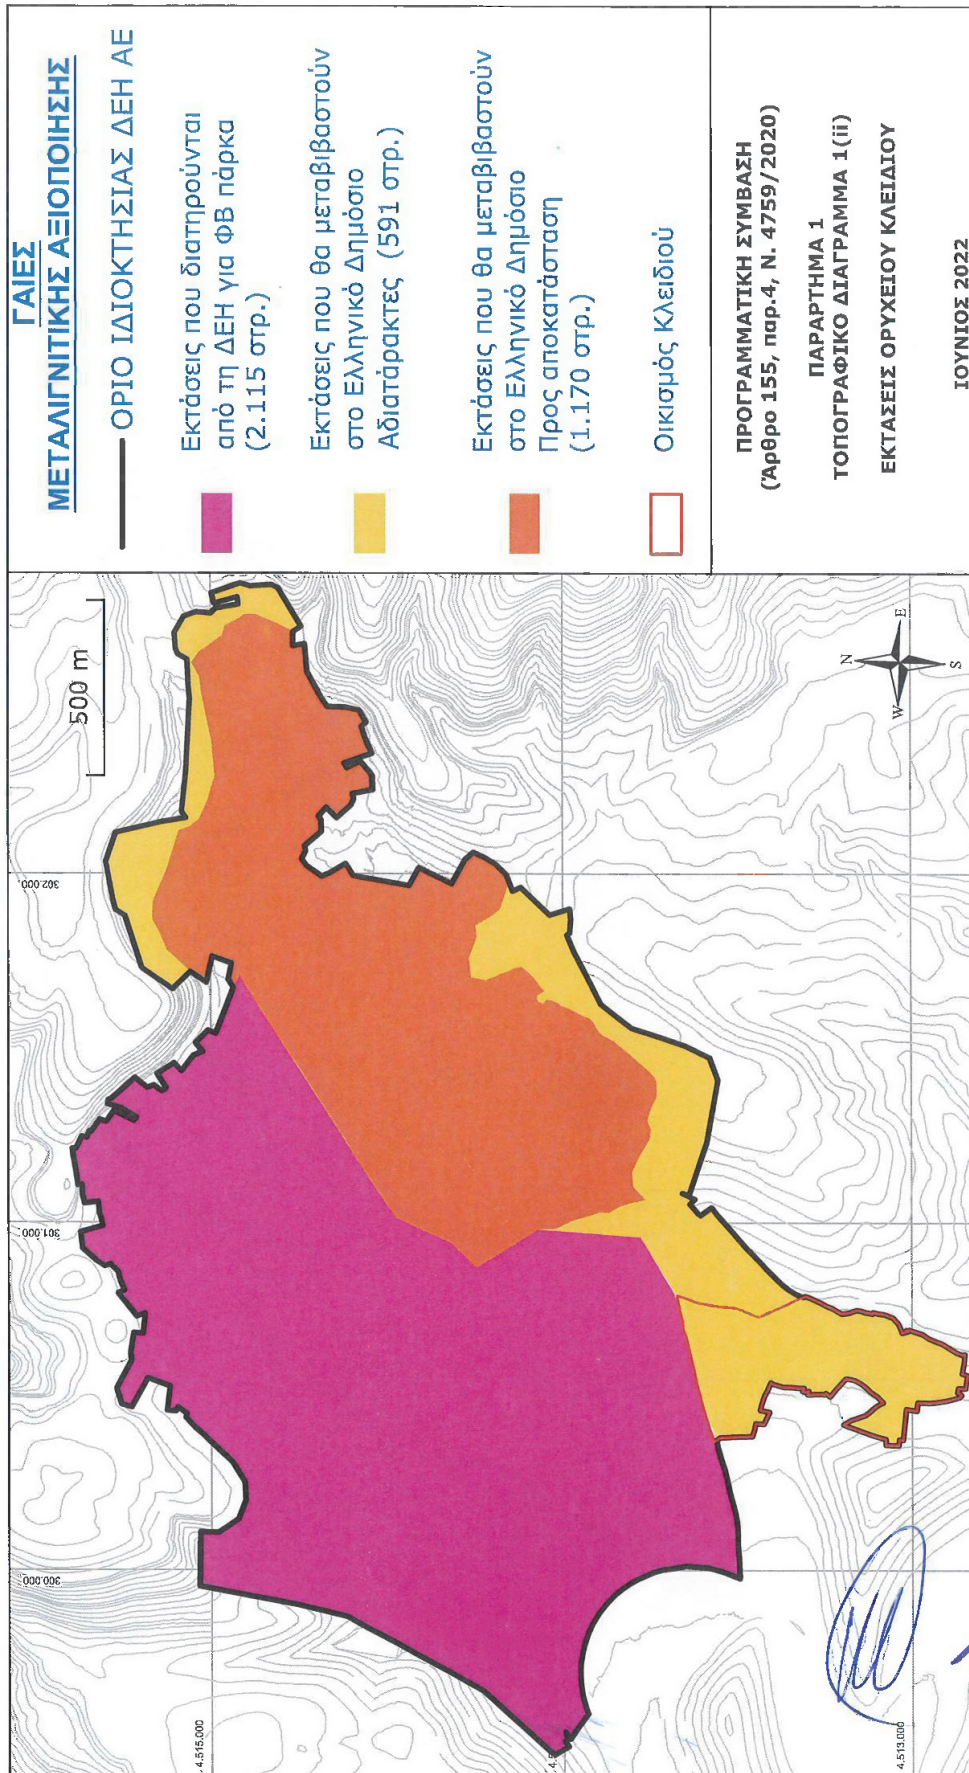 ΓΑΙΕΣ
ΜΕΤΑΛΙΓΝΙΤΙΚΗΣ ΑΞΙΟΠΟΙΗΣΗΣ
ΟΡΙΟ ΙΔΙΟΚΤΗΣΙΑΣ ΔΕΗ ΑΕ
Εκτάσεις που διατηρούνται
από τη ΔΕΗ για ΦΒ πάρκα
(2.115 στρ.)
Εκτάσεις που θα μεταβιβαστούν
στο Ελληνικό Δημόσιο
Αδιατάρακτες (591 στρ.)
Εκτάσεις που θα μεταβιβαστούν
στο Ελληνικό Δημόσιο
Προς αποκατάσταση
(1.170 στρ.)
Οικισμός Κλειδιού
ΠΡΟΓΡΑΜΜΑΤΙΚΗ ΣΥΜΒΑΣΗ
(Άρθρο 155, παρ.4, Ν. 4759/2020)
ΠΑΡΑΡΤΗΜΑ 1
ΤΟΠΟΓΡΑΦΙΚΟ ΔΙΑΓΡΑΜΜΑ 1(ii)
ΕΚΤΑΣΕΙΣ ΟΡΥΧΕΙΟΥ ΚΛΕΙΔΙΟΥ
ΙΟΥΝΙΟΣ 2022
500 m
300.000
301.000
302.000
4.515.000
4.513.000
N
W
E
S